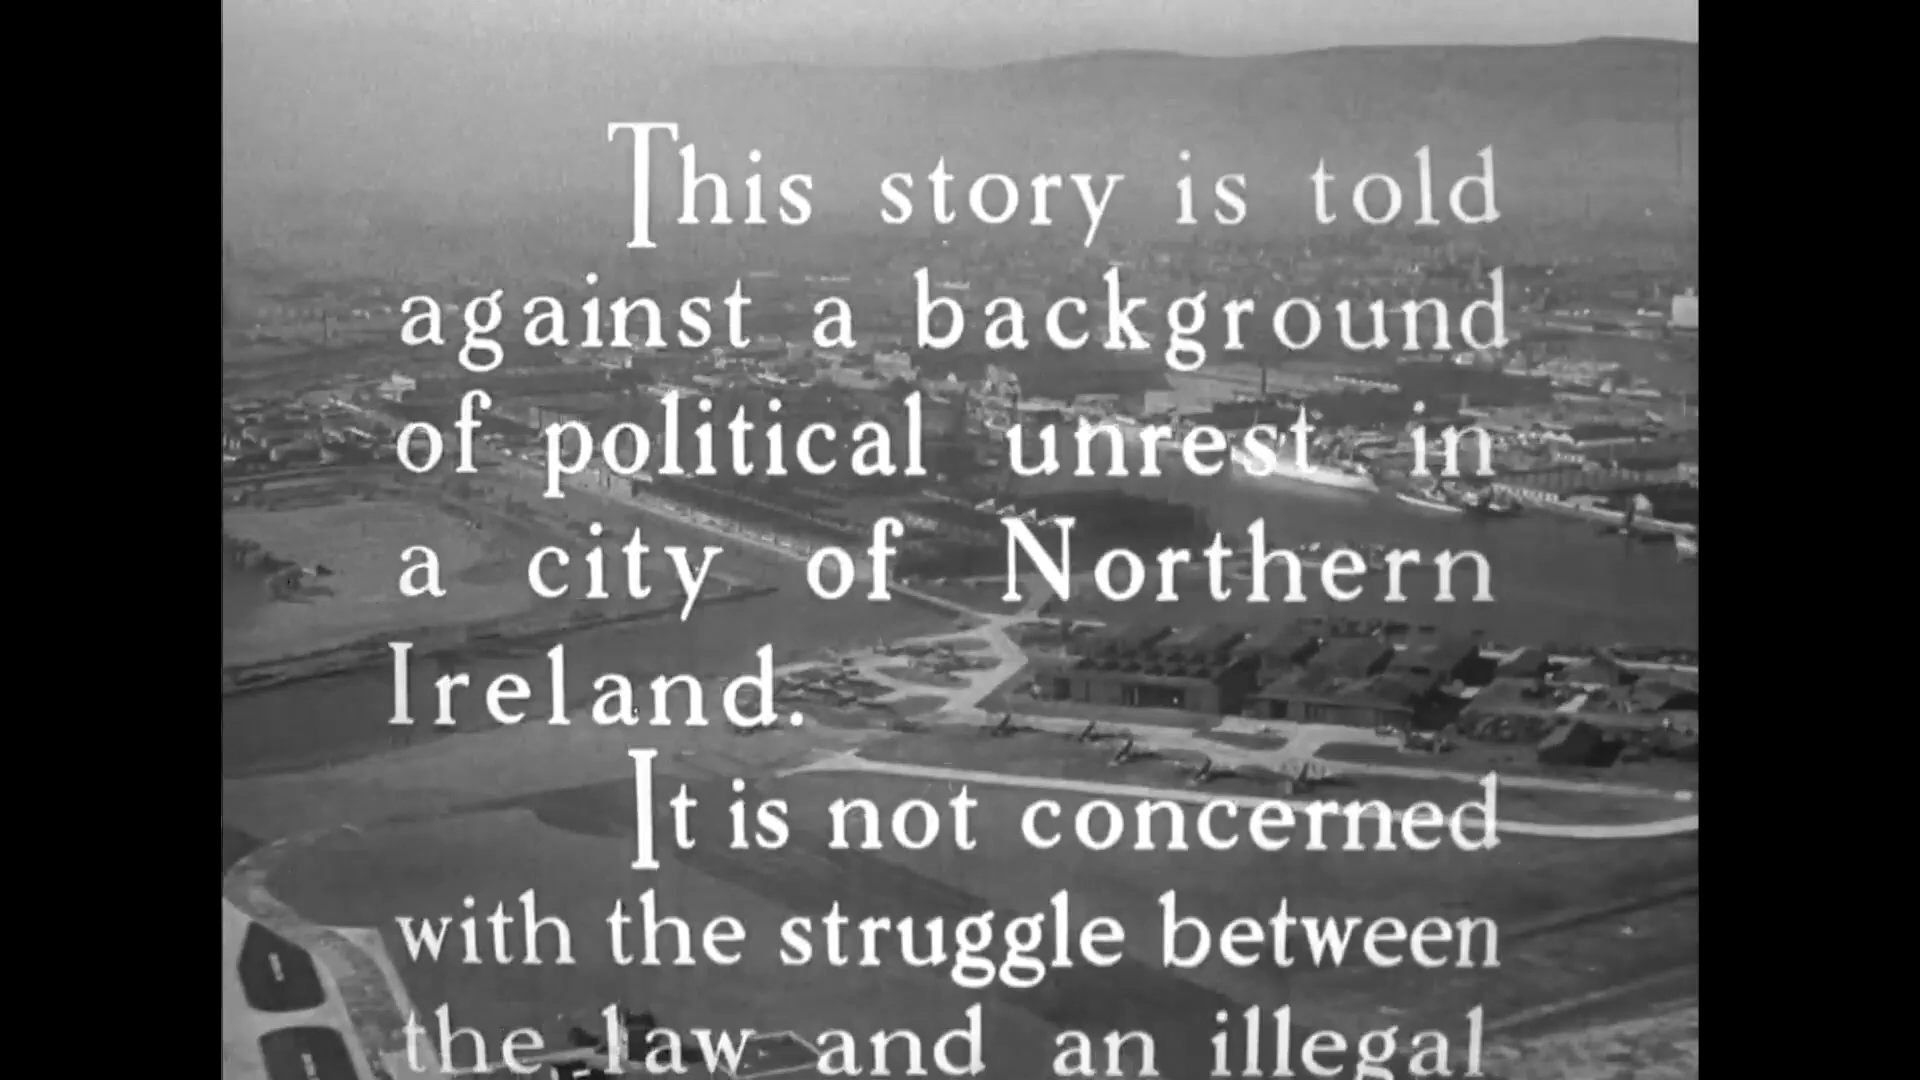 This story is told
against a background
of political unrest in
a city of Northern
Ireland.
It is not concerned
with the struggle between
the law and an illegal